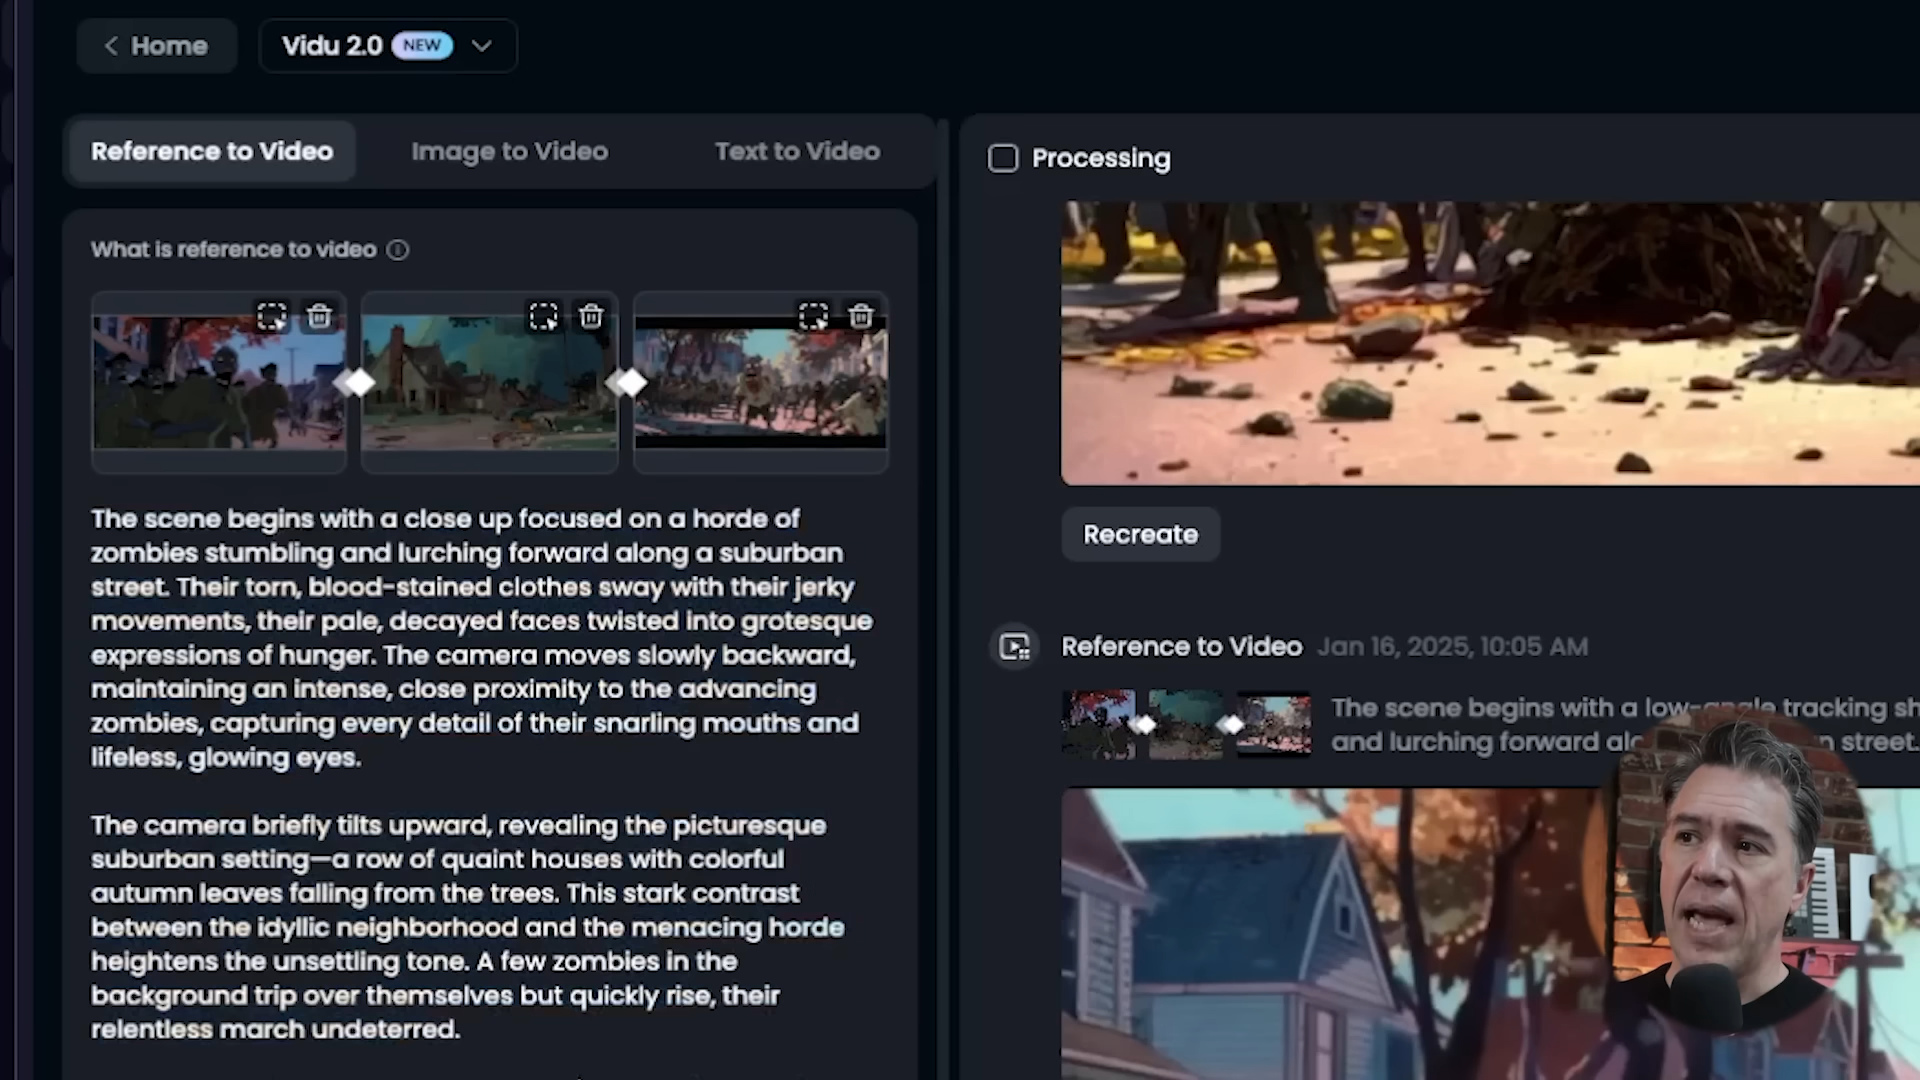 Home
Vidu 2.0 NEW
Reference to Video
Image to Video
Text to Video
What is reference to video
The scene begins with a close up focused on a horde of
zombies stumbling and lurching forward along a suburban
street. Their torn, blood-stained clothes sway with their jerky
movements, their pale, decayed faces twisted into grotesque
expressions of hunger. The camera moves slowly backward,
maintaining an intense, close proximity to the advancing
zombies, capturing every detail of their snarling mouths and
lifeless, glowing eyes.
The camera briefly tilts upward, revealing the picturesque
suburban setting—a row of quaint houses with colorful
autumn leaves falling from the trees. This stark contrast
between the idyllic neighborhood and the menacing horde
heightens the unsettling tone. A few zombies in the
background trip over themselves but quickly rise, their
relentless march undeterred.
Processing
Recreate
Reference to Video Jan 16, 2025, 10:05 AM
The scene begins with a low-angle tracking sh
and lurching forward street.